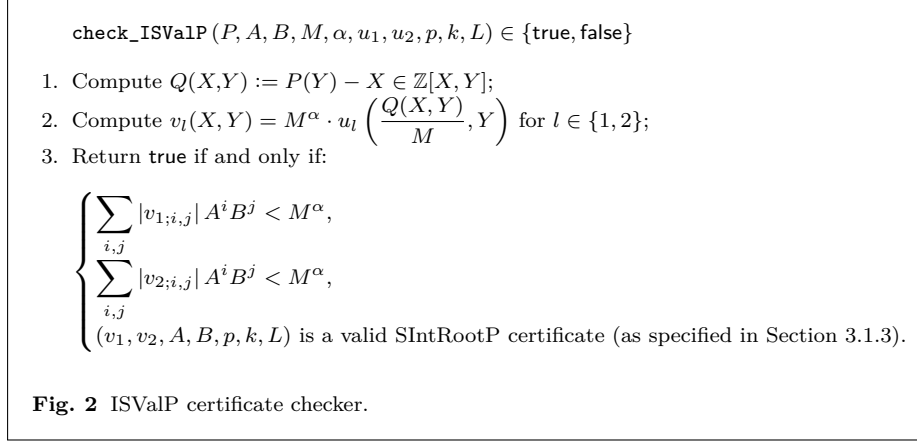 check_ISValP (P, A, B, M, α, u₁, u₂, p, k, L) ∈ {true, false}
1. Compute Q(X,Y) := P(Y) − X ∈ ℤ[X, Y];
2. Compute v_l(X, Y) = M^α · u_l (Q(X, Y)/M, Y) for l ∈ {1, 2};
3. Return true if and only if:
∑_{i,j} |v_{1;i,j}| A^i B^j < M^α,
∑_{i,j} |v_{2;i,j}| A^i B^j < M^α,
(v₁, v₂, A, B, p, k, L) is a valid SIntRootP certificate (as specified in Section 3.1.3).
Fig. 2 ISValP certificate checker.